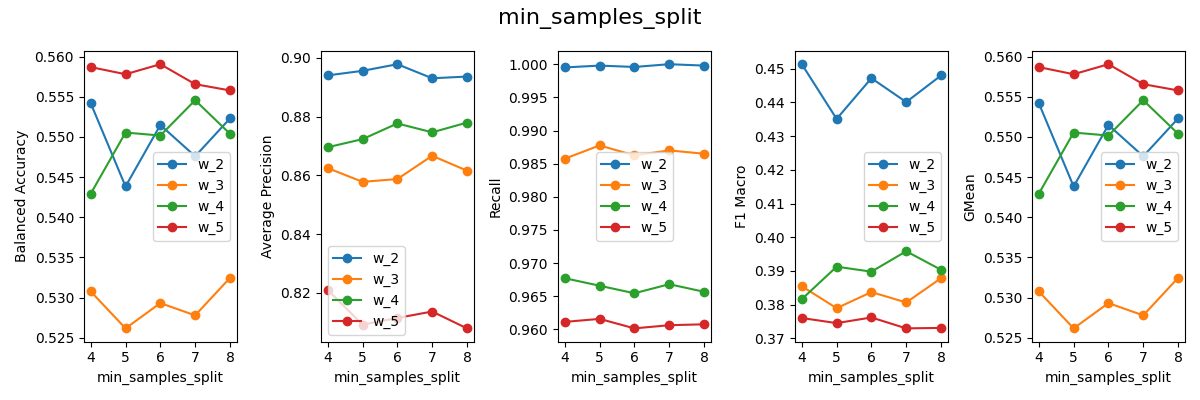 min_samples_split
Balanced Accuracy
0.560
0.555
0.550
0.545
0.540
0.535
0.530
0.525
4 5 6 7 8
min_samples_split
w_2
w_3
w_4
w_5
Average Precision
0.90
0.88
0.86
0.84
0.82
4 5 6 7 8
min_samples_split
w_2
w_3
w_4
w_5
Recall
1.000
0.995
0.990
0.985
0.980
0.975
0.970
0.965
0.960
4 5 6 7 8
min_samples_split
w_2
w_3
w_4
w_5
F1 Macro
0.45
0.44
0.43
0.42
0.41
0.40
0.39
0.38
0.37
4 5 6 7 8
min_samples_split
w_2
w_3
w_4
w_5
GMean
0.560
0.555
0.550
0.545
0.540
0.535
0.530
0.525
4 5 6 7 8
min_samples_split
w_2
w_3
w_4
w_5